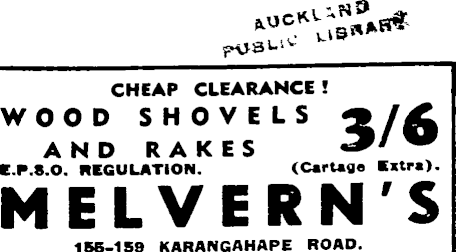 AUCKLAND
PUBLIC LIBRARY
CHEAP CLEARANCE!
WOOD SHOVELS
AND RAKES
3/6
E.P.S.O. REGULATION. (Cartage Extra).
MELVERN'S
155-159 KARANGAHAPE ROAD.